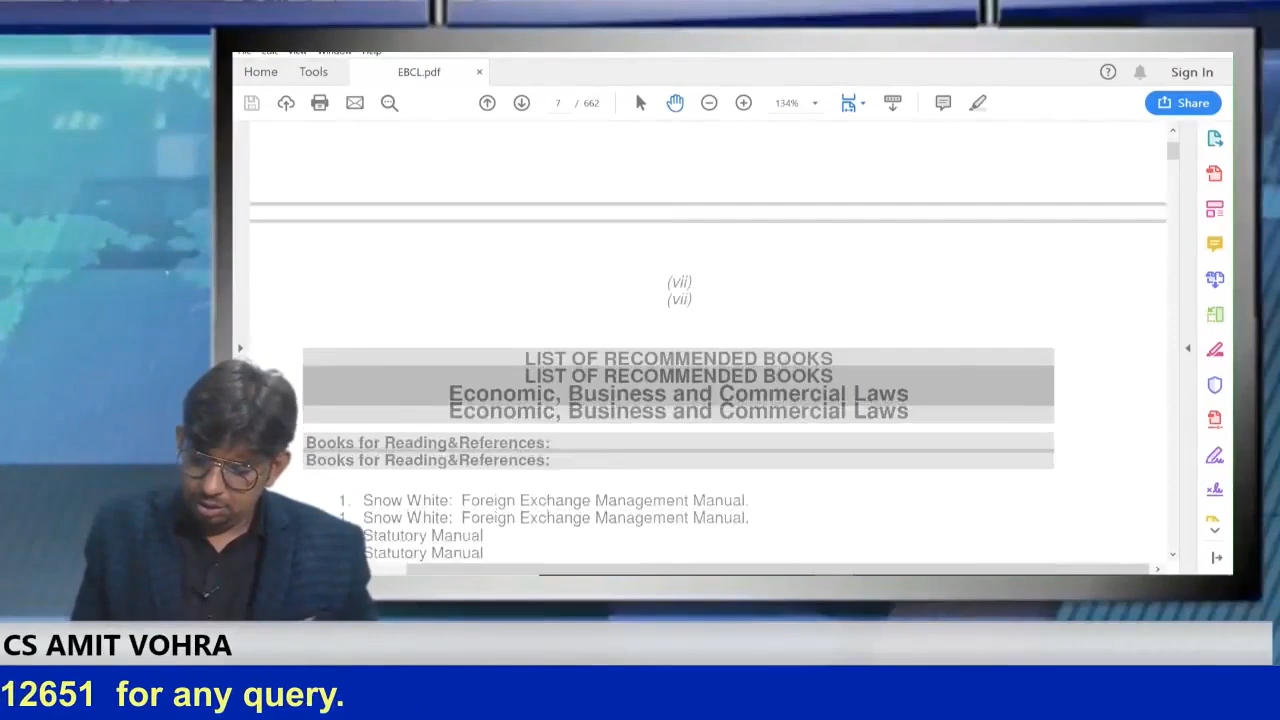 Home Tools EBCL.pdf ×
7 / 662 134% Share
Sign In
(vii)
(vii)
LIST OF RECOMMENDED BOOKS
LIST OF RECOMMENDED BOOKS
Economic, Business and Commercial Laws
Economic, Business and Commercial Laws
Books for Reading&References:
Books for Reading&References:
1. Snow White: Foreign Exchange Management Manual.
1. Snow White: Foreign Exchange Management Manual.
Statutory Manual
Statutory Manual
CS AMIT VOHRA
12651 for any query.